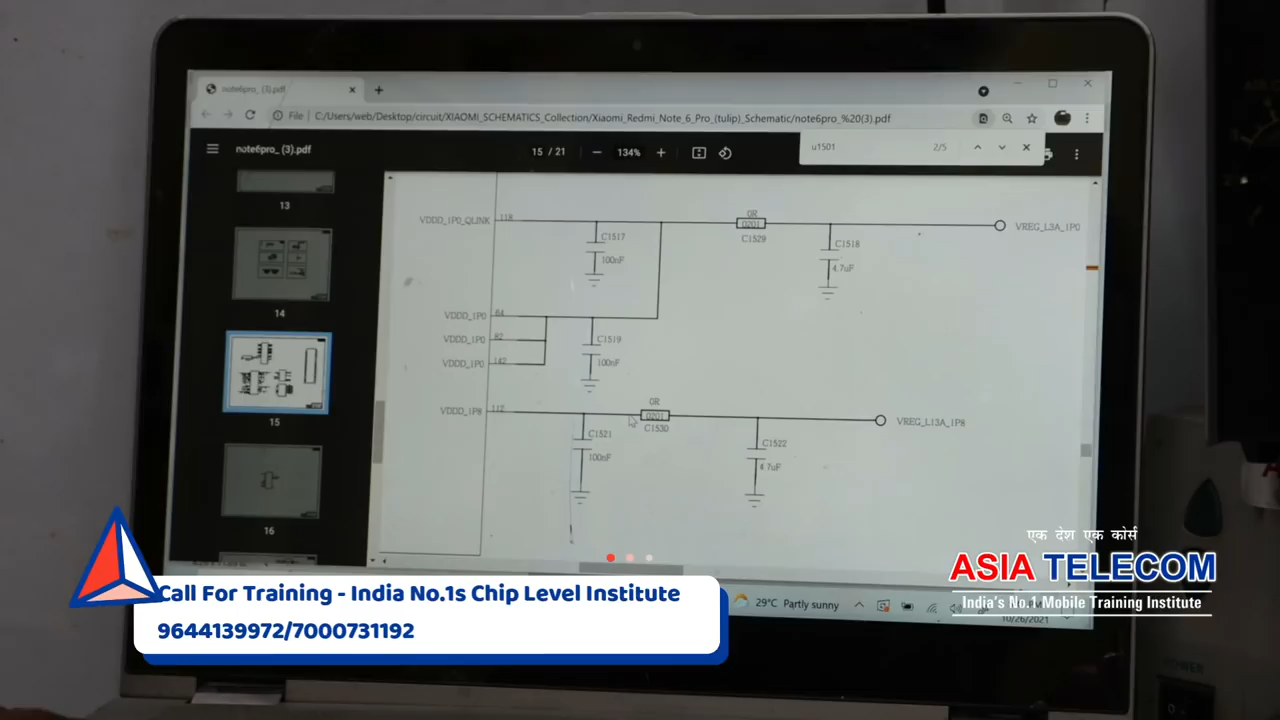 note6pro_ (3).pdf
File C:/Users/web/Desktop/circuit/XIAOMI_SCHEMATICS_Collection/Xiaomi_Redmi_Note_6_Pro_(tulip)_Schematic/note6pro_%20(3).pdf
note6pro_ (3).pdf
15 / 21
134%
u1501
2/5
13
14
15
16
VDDD_1P0_QLINK
118
C1517
100nF
0R
0201
C1529
C1518
4.7uF
VREG_L3A_1P0
VDDD_1P0
64
VDDD_1P0
82
VDDD_1P0
142
C1519
100nF
VDDD_1P8
112
C1521
100nF
0R
0201
C1530
C1522
4.7uF
VREG_L13A_1P8
एक देश एक कोर्स
ASIA TELECOM
India's No.1 Mobile Training Institute
Call For Training - India No.1s Chip Level Institute
9644139972/7000731192
29°C Partly sunny
10/26/2021
POWER